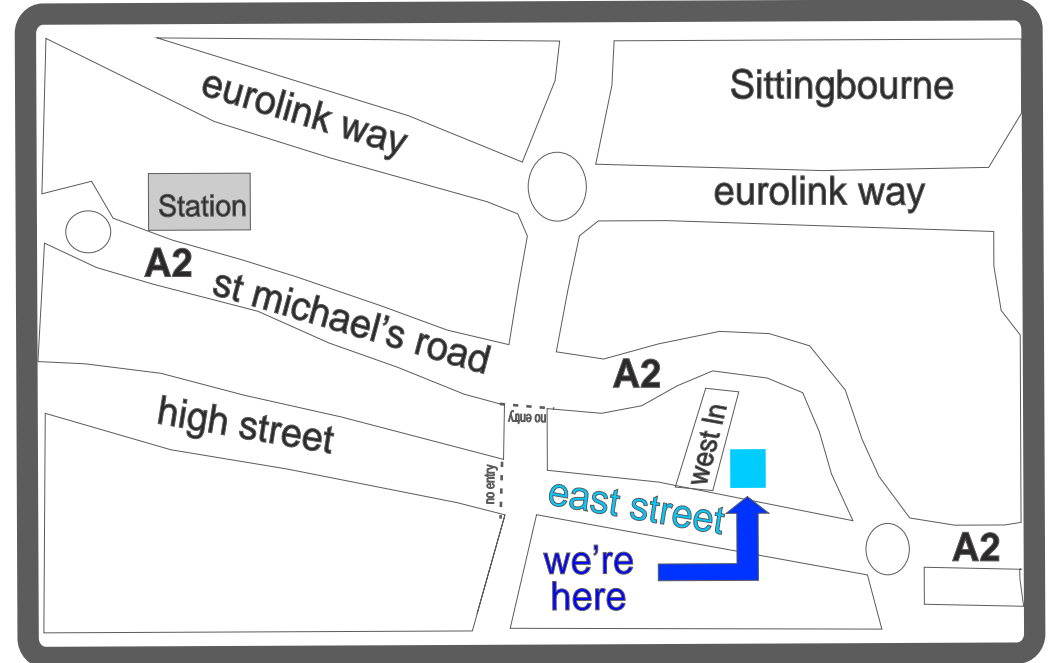 Sittingbourne
eurolink way
eurolink way
Station
A2
st michael's road
A2
high street
no entry
no entry
west ln
east street
we're
here
A2